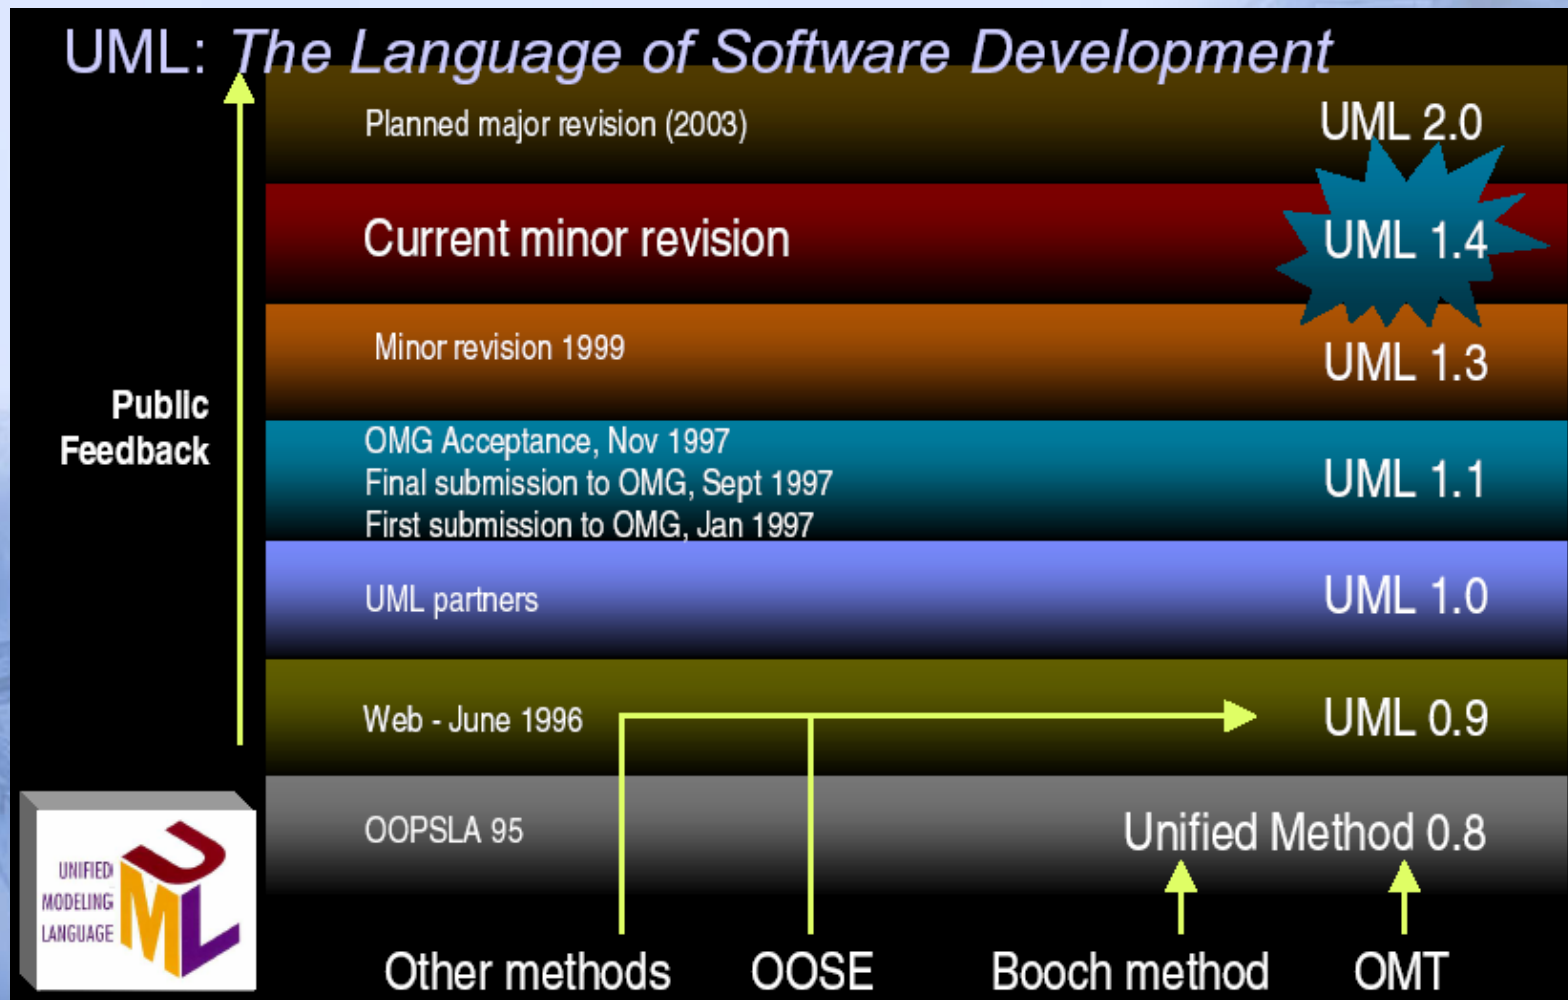 UML: The Language of Software Development
Planned major revision (2003)
UML 2.0
Current minor revision
UML 1.4
Minor revision 1999
UML 1.3
Public
Feedback
OMG Acceptance, Nov 1997
Final submission to OMG, Sept 1997
First submission to OMG, Jan 1997
UML 1.1
UML partners
UML 1.0
Web - June 1996
UML 0.9
OOPSLA 95
Unified Method 0.8
UNIFIED
MODELING
LANGUAGE
UML
Other methods
OOSE
Booch method
OMT